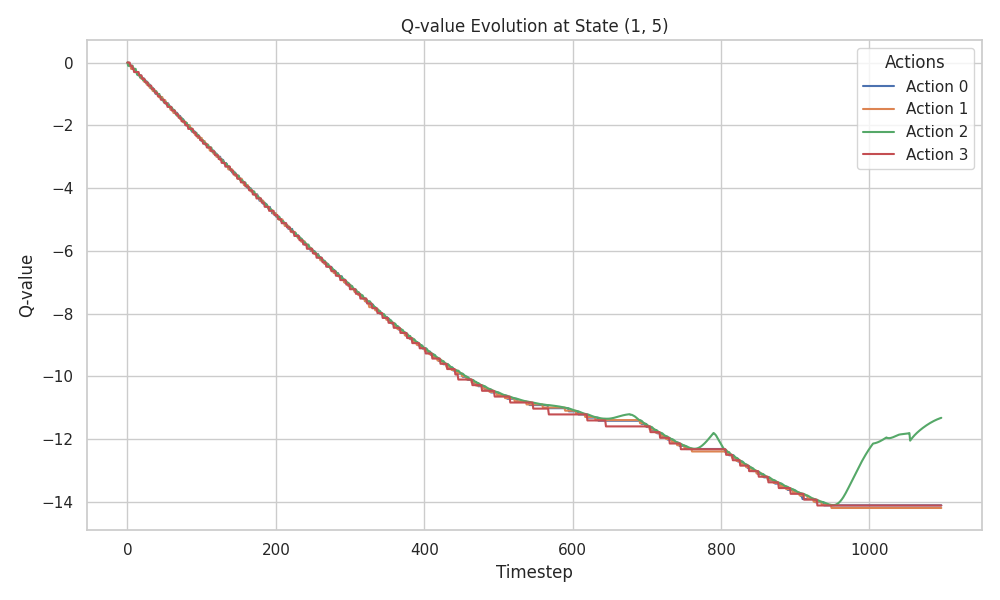 Q-value Evolution at State (1, 5)
Actions
Action 0
Action 1
Action 2
Action 3
Q-value
0
−2
−4
−6
−8
−10
−12
−14
0 200 400 600 800 1000
Timestep